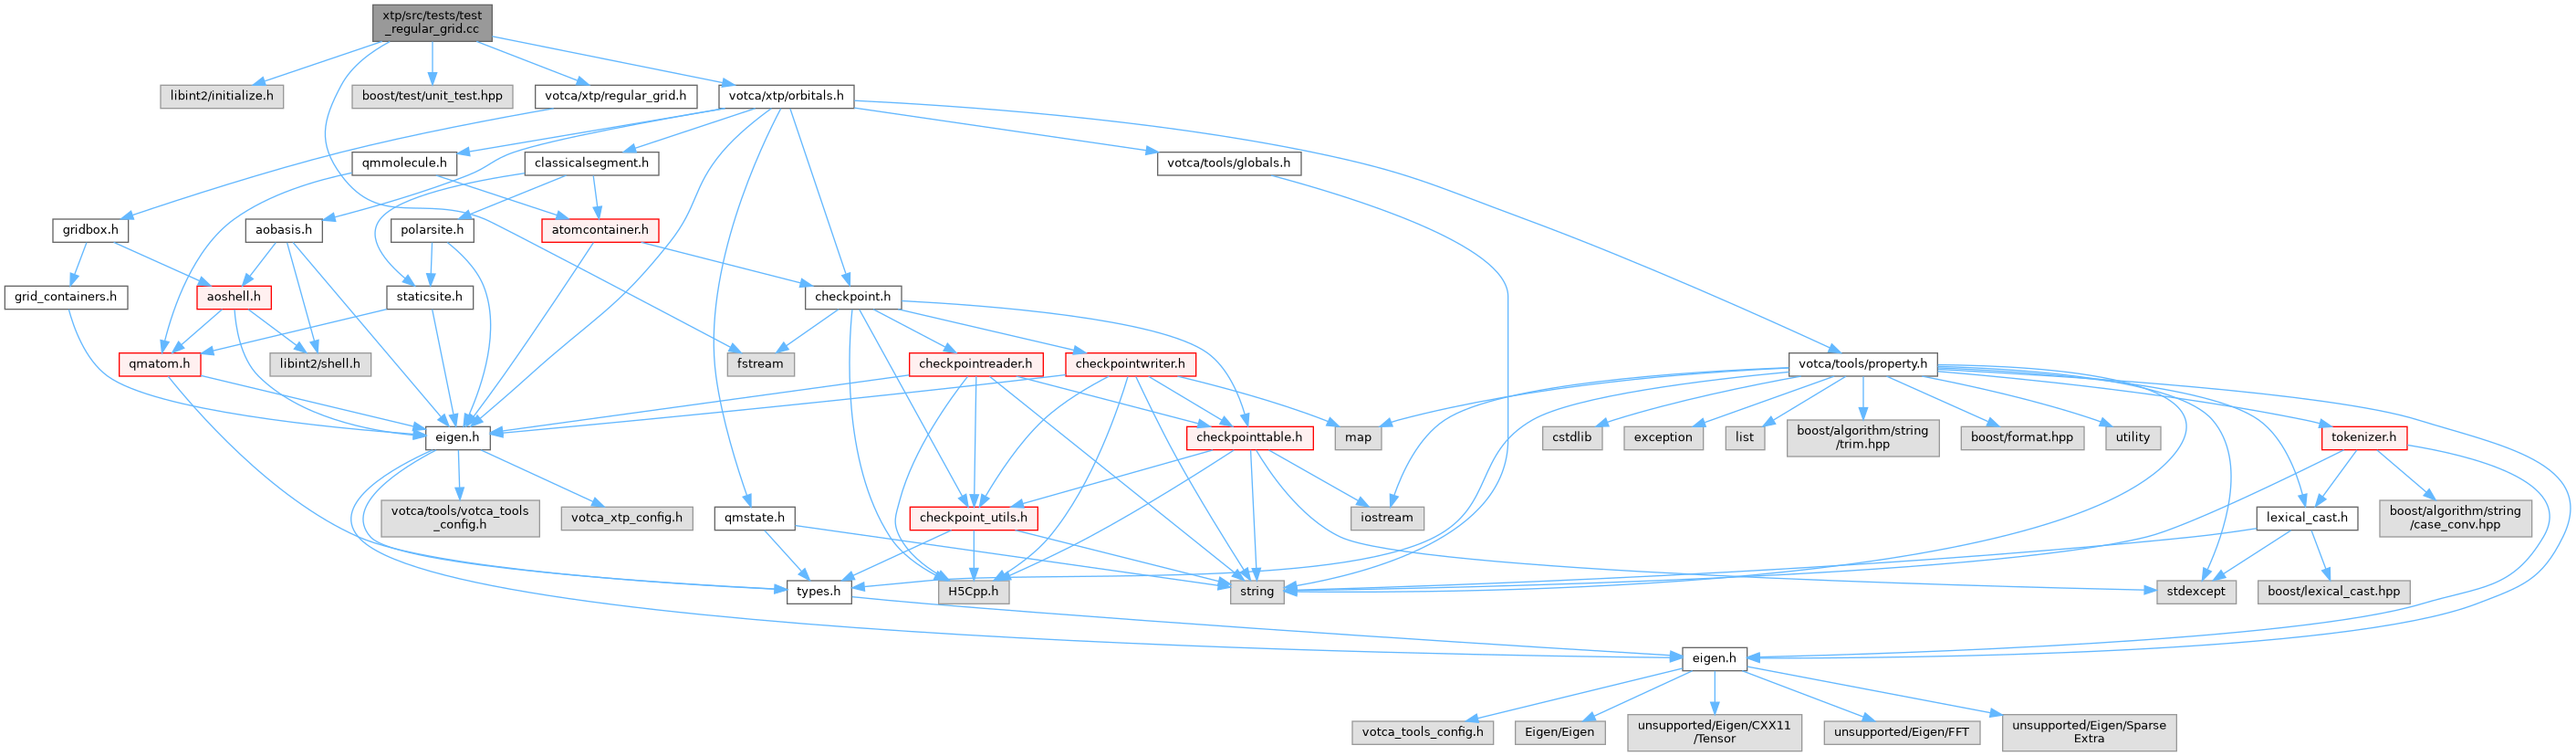 xtp/src/tests/test
_regular_grid.cc
libint2/initialize.h
boost/test/unit_test.hpp
votca/xtp/regular_grid.h
votca/xtp/orbitals.h
qmmolecule.h
classicalsegment.h
votca/tools/globals.h
gridbox.h
aobasis.h
polarsite.h
atomcontainer.h
grid_containers.h
aoshell.h
staticsite.h
checkpoint.h
qmatom.h
libint2/shell.h
fstream
checkpointreader.h
checkpointwriter.h
votca/tools/property.h
eigen.h
checkpointtable.h
map
cstdlib
exception
list
boost/algorithm/string
/trim.hpp
boost/format.hpp
utility
tokenizer.h
votca/tools/votca_tools
_config.h
votca_xtp_config.h
qmstate.h
checkpoint_utils.h
iostream
lexical_cast.h
boost/algorithm/string
/case_conv.hpp
types.h
H5Cpp.h
string
stdexcept
boost/lexical_cast.hpp
eigen.h
votca_tools_config.h
Eigen/Eigen
unsupported/Eigen/CXX11
/Tensor
unsupported/Eigen/FFT
unsupported/Eigen/Sparse
Extra